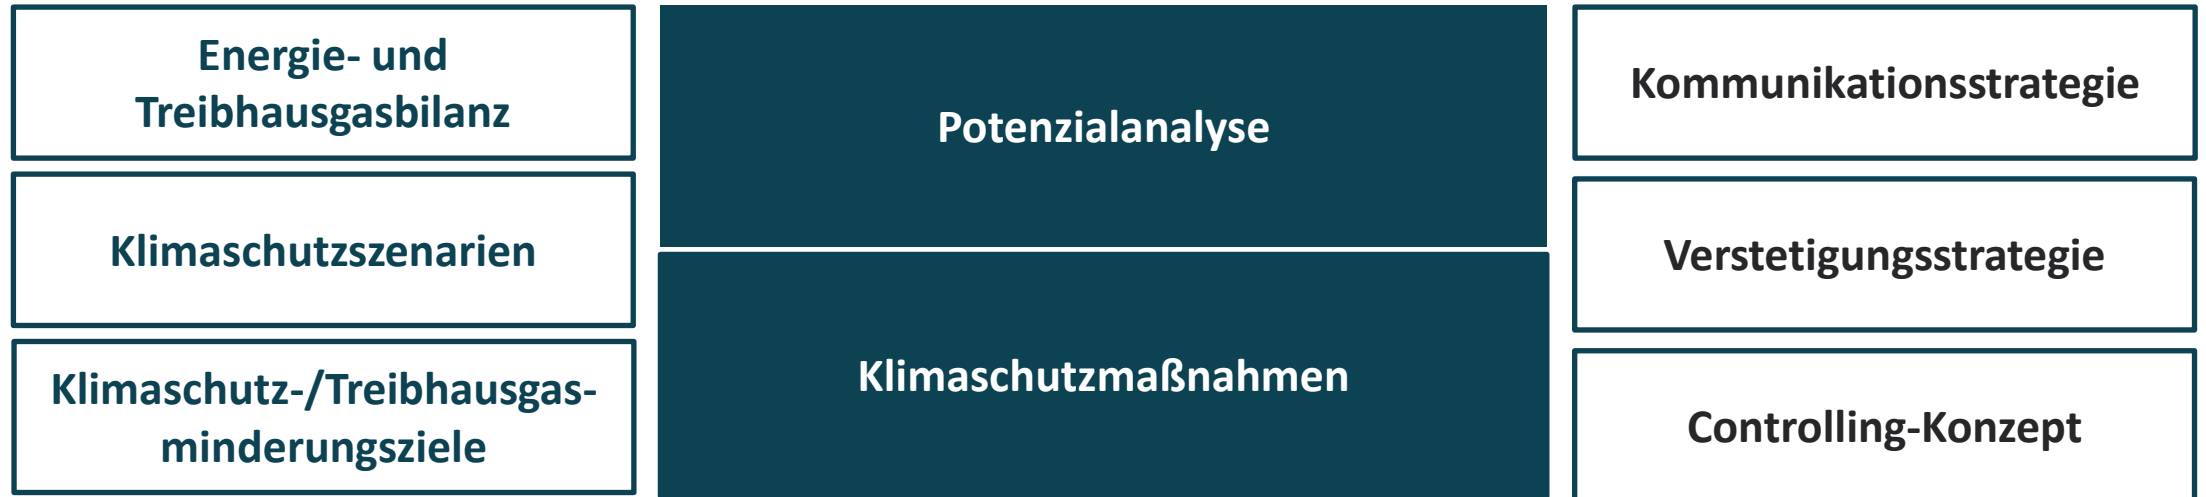 Energie- und
Treibhausgasbilanz
Klimaschutzszenarien
Klimaschutz-/Treibhausgas-
minderungsziele
Potenzialanalyse
Klimaschutzmaßnahmen
Kommunikationsstrategie
Verstetigungsstrategie
Controlling-Konzept